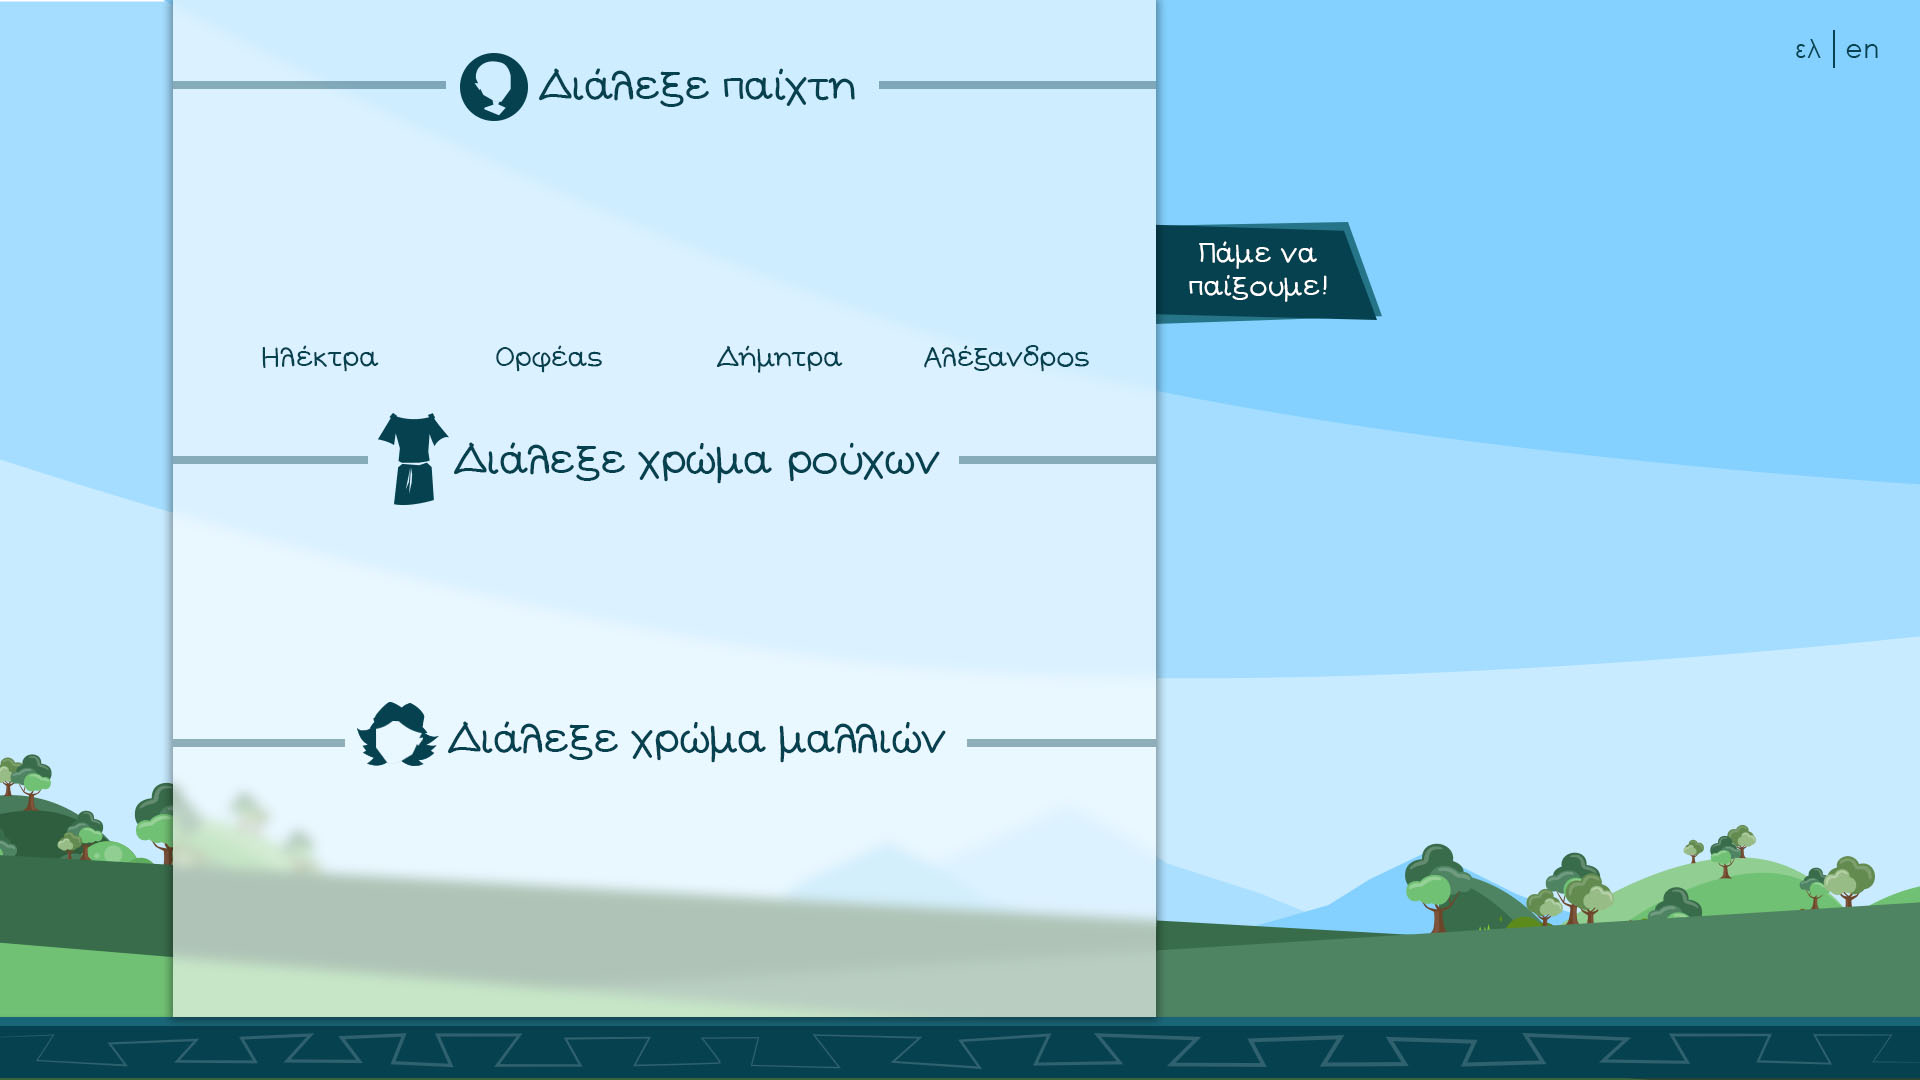 Διάλεξε παίχτη
ελ | en
Πάμε να
παίξουμε!
Ηλέκτρα Ορφέας Δήμητρα Αλέξανδρος
Διάλεξε χρώμα ρούχων
Διάλεξε χρώμα μαλλιών